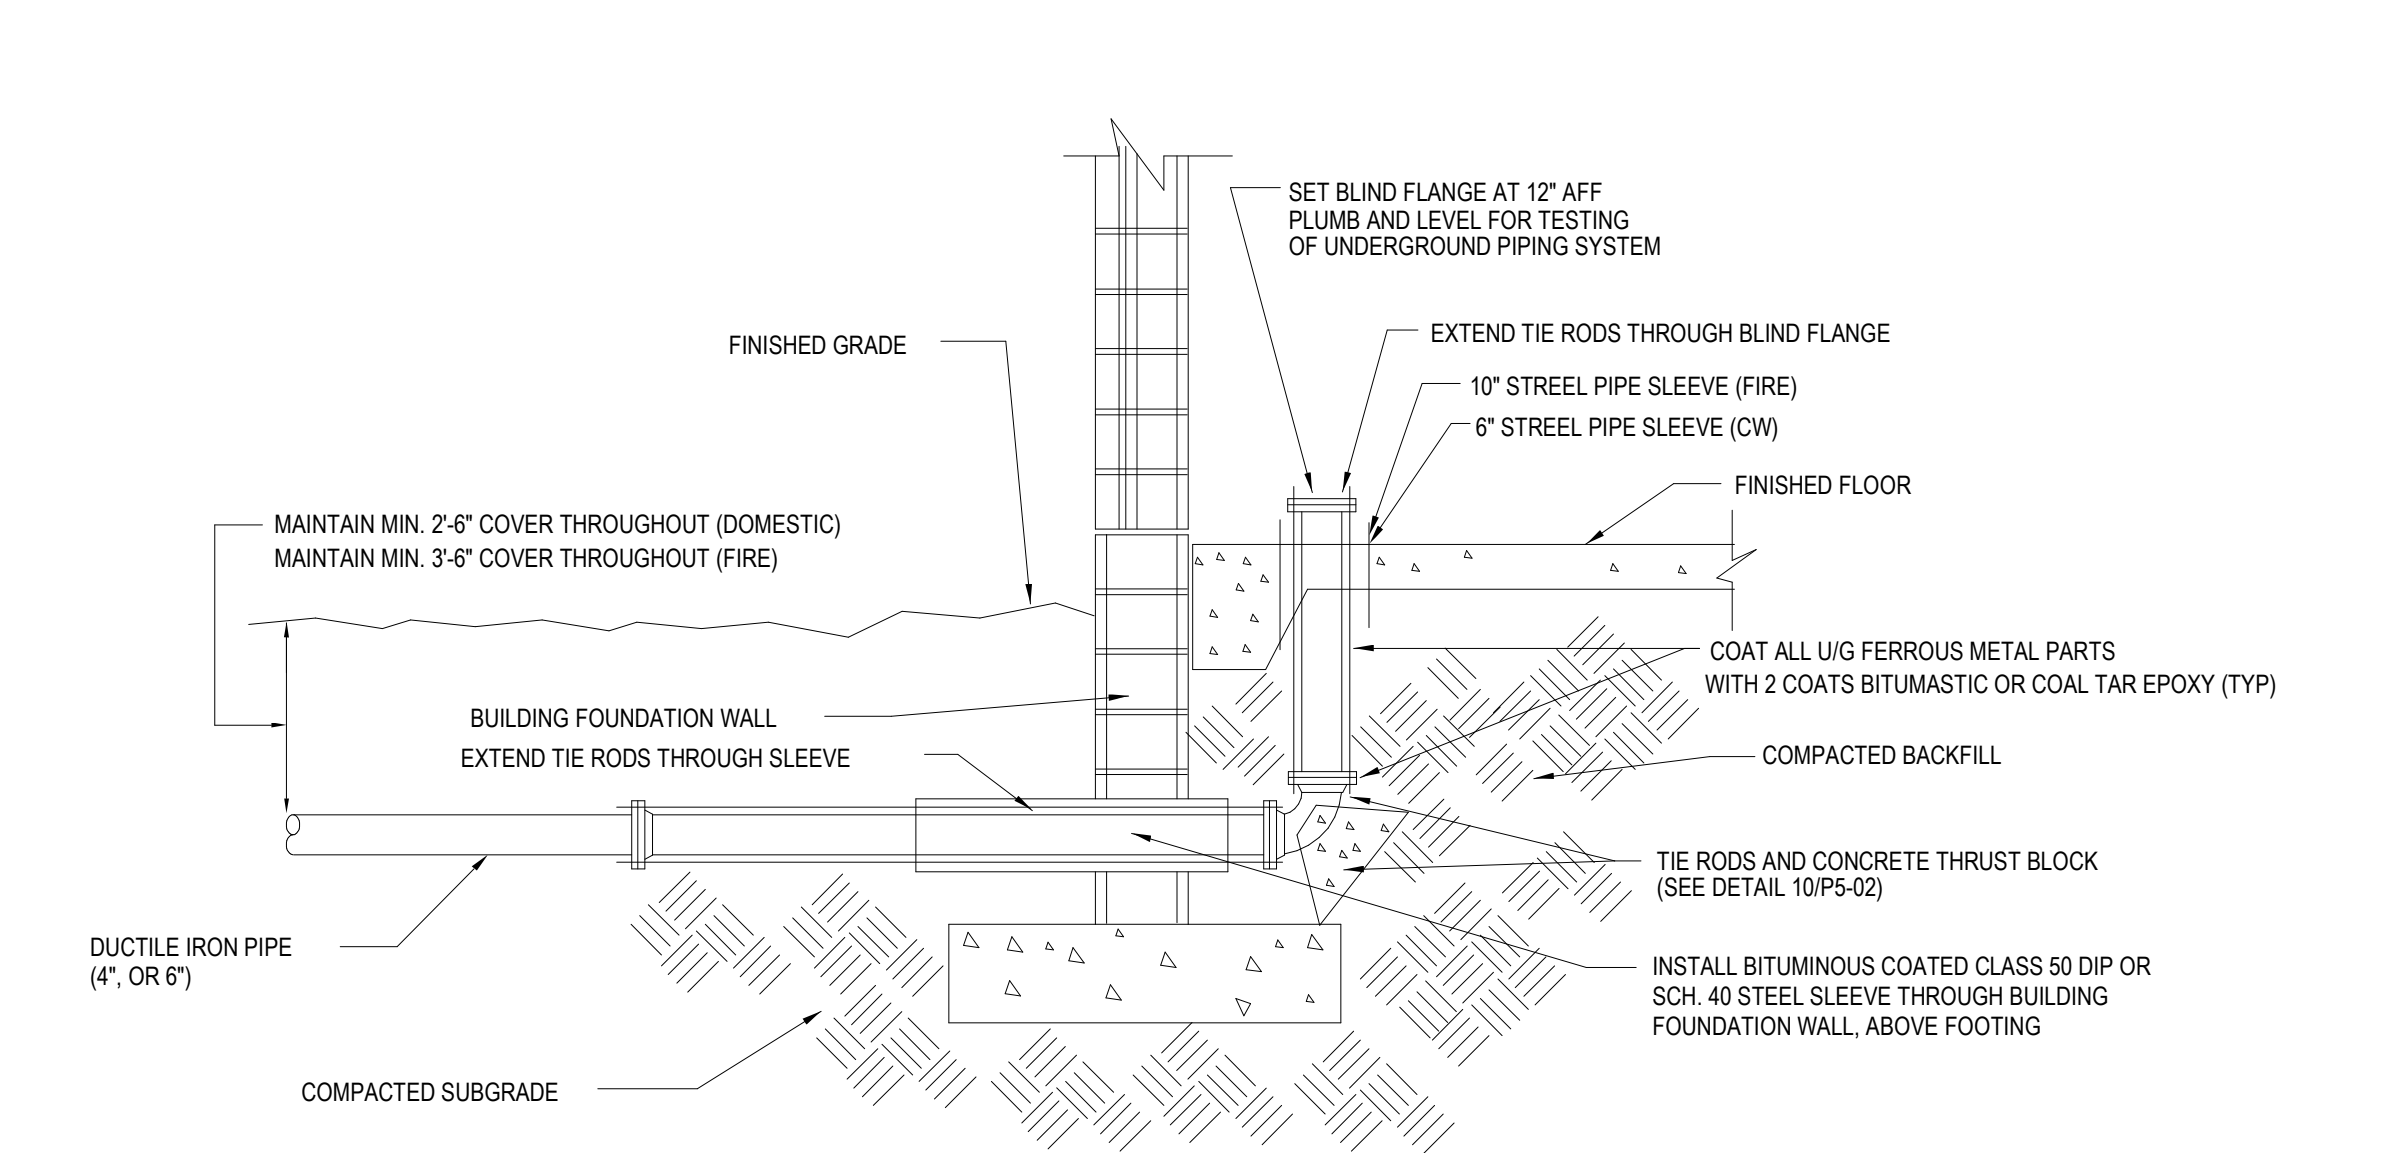 SET BLIND FLANGE AT 12" AFF
PLUMB AND LEVEL FOR TESTING
OF UNDERGROUND PIPING SYSTEM
EXTEND TIE RODS THROUGH BLIND FLANGE
FINISHED GRADE
10" STREEL PIPE SLEEVE (FIRE)
6" STREEL PIPE SLEEVE (CW)
FINISHED FLOOR
MAINTAIN MIN. 2'-6" COVER THROUGHOUT (DOMESTIC)
MAINTAIN MIN. 3'-6" COVER THROUGHOUT (FIRE)
COAT ALL U/G FERROUS METAL PARTS
WITH 2 COATS BITUMASTIC OR COAL TAR EPOXY (TYP)
BUILDING FOUNDATION WALL
EXTEND TIE RODS THROUGH SLEEVE
COMPACTED BACKFILL
TIE RODS AND CONCRETE THRUST BLOCK
(SEE DETAIL 10/P5-02)
DUCTILE IRON PIPE
(4", OR 6")
INSTALL BITUMINOUS COATED CLASS 50 DIP OR
SCH. 40 STEEL SLEEVE THROUGH BUILDING
FOUNDATION WALL, ABOVE FOOTING
COMPACTED SUBGRADE